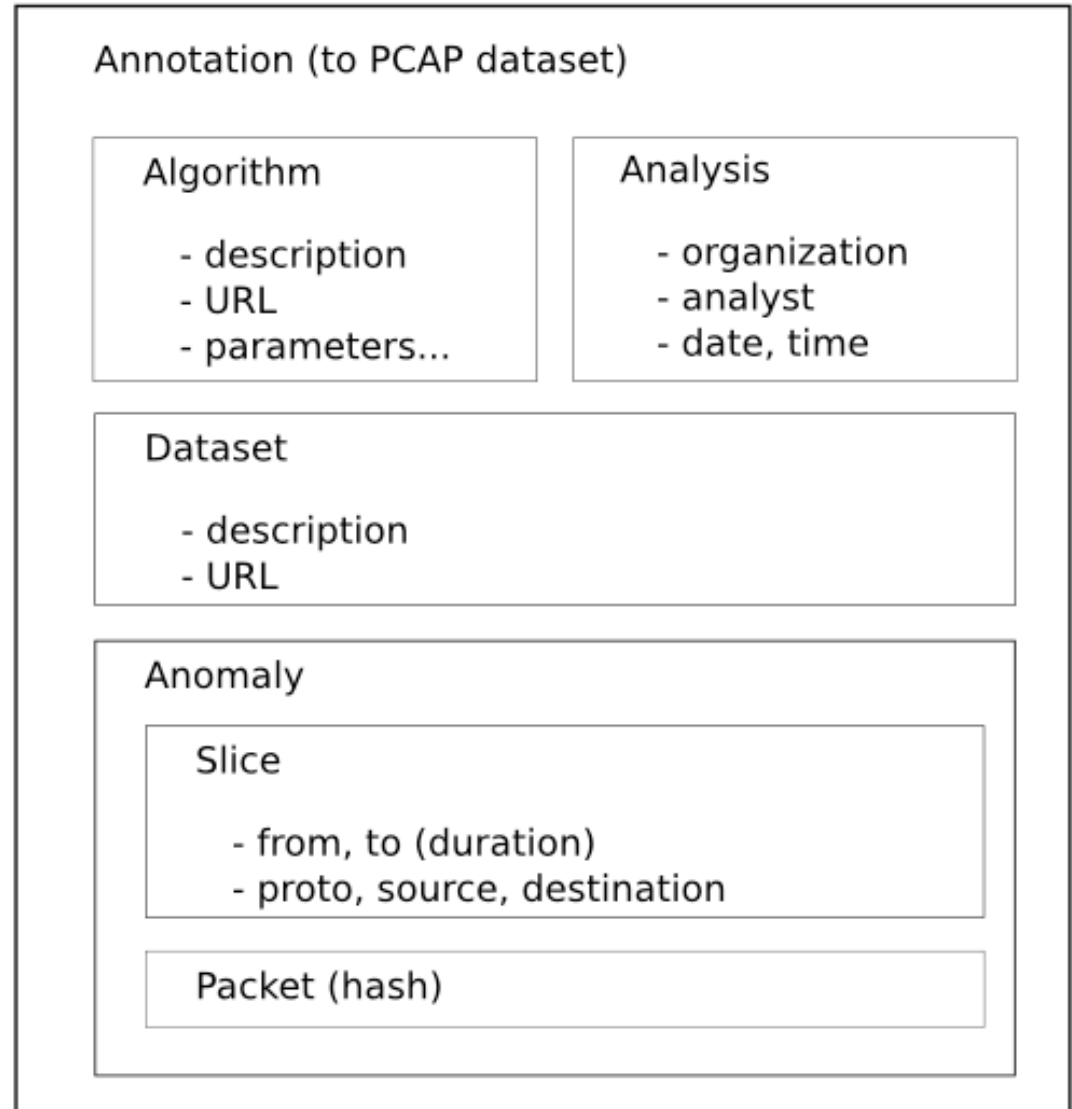 Annotation (to PCAP dataset)
Algorithm
- description
- URL
- parameters...
Analysis
- organization
- analyst
- date, time
Dataset
- description
- URL
Anomaly
Slice
- from, to (duration)
- proto, source, destination
Packet (hash)